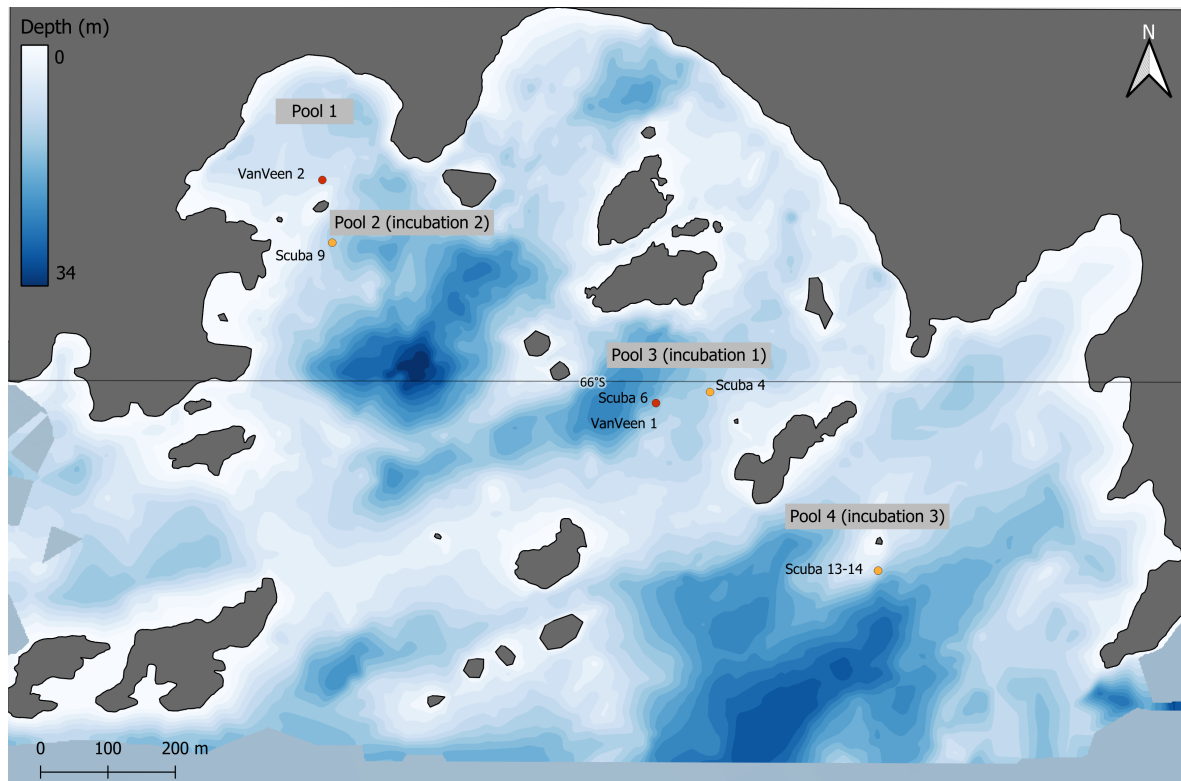 Depth (m)
0
34
N
Pool 1
VanVeen 2
Pool 2 (incubation 2)
Scuba 9
Pool 3 (incubation 1)
66°S
Scuba 4
Scuba 6
VanVeen 1
Pool 4 (incubation 3)
Scuba 13-14
0 100 200 m